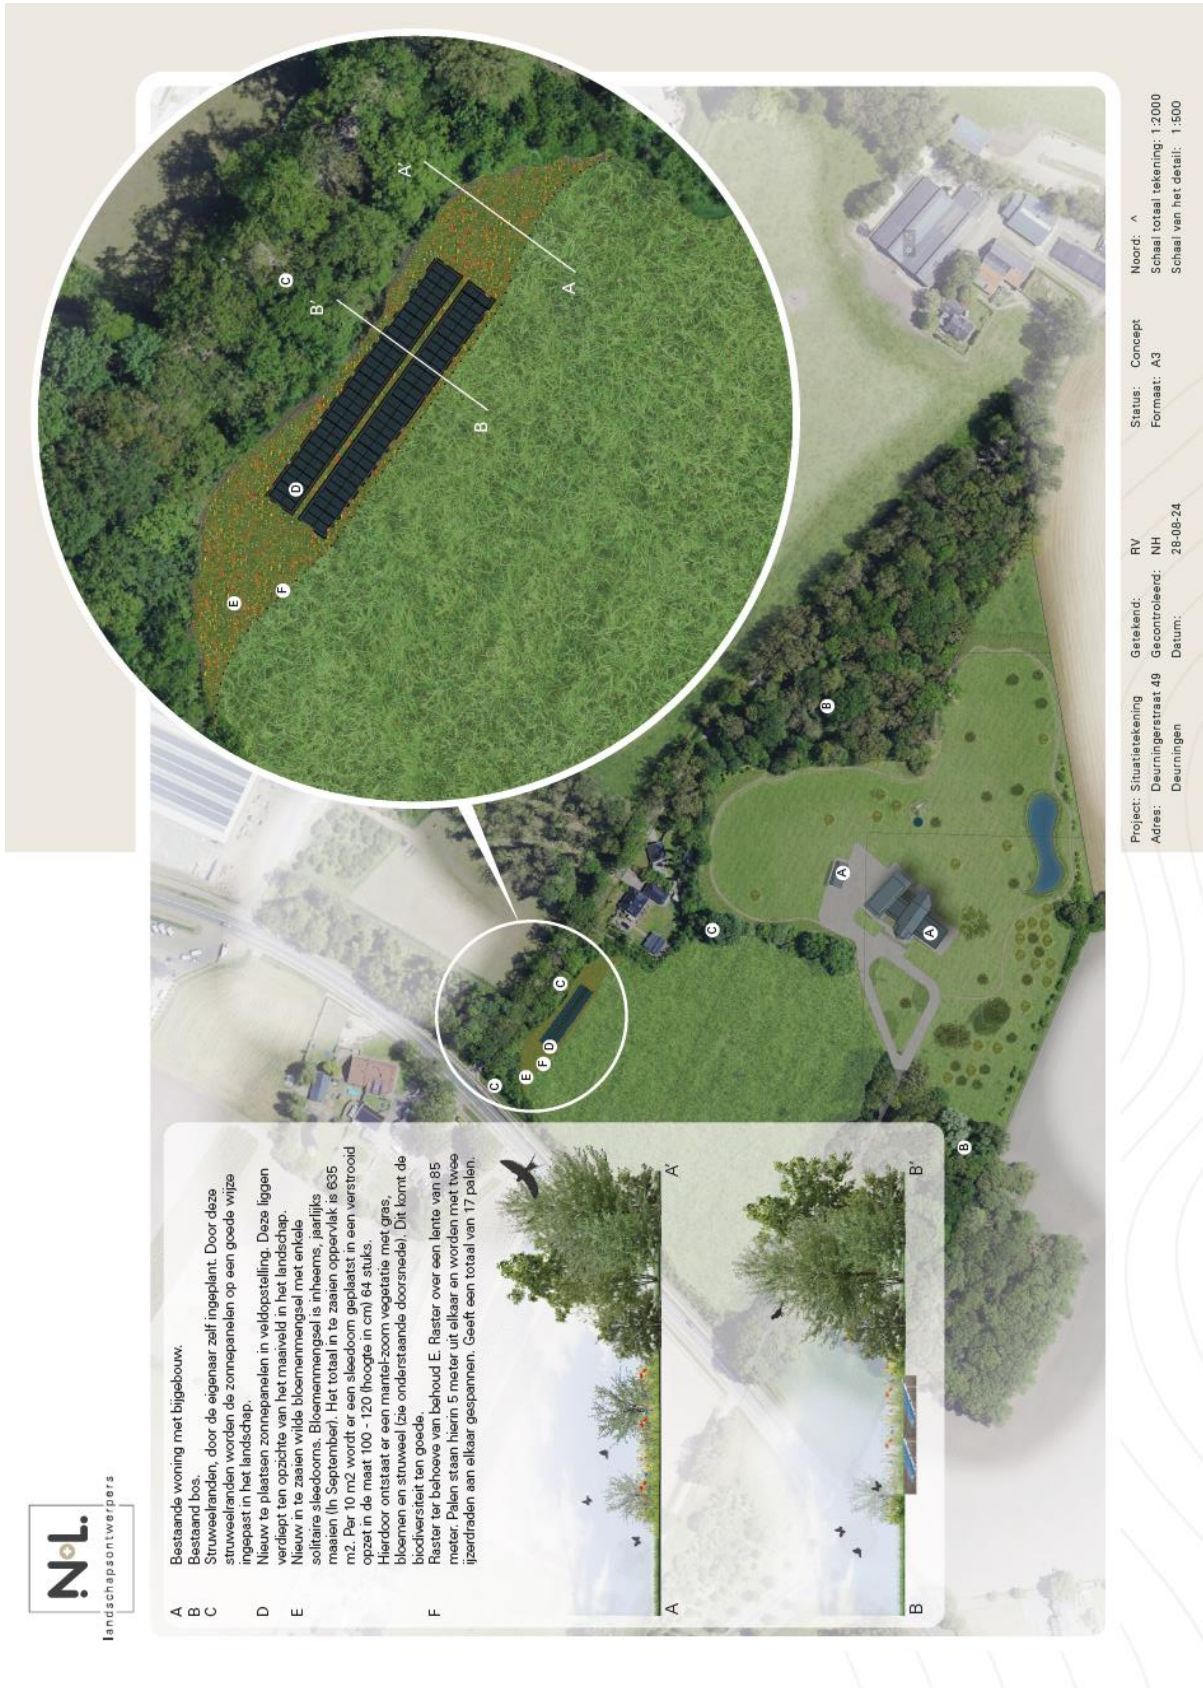 N+L.
landschapsontwerpers
A Bestaande woning met bijgebouw.
B Bestaand bos.
C Struweelranden, door de eigenaar zelf ingeplant. Door deze
struweelranden worden de zonnepanelen op een goede wijze
ingepast in het landschap.
D Nieuw te plaatsen zonnepanelen in veldopstelling. Deze liggen
verdiept ten opzichte van het maaiveld in het landschap.
E Nieuw in te zaaien wilde bloemenmengsel met enkele
solitaire sleedoorns. Bloemenmengsel is inheems, jaarlijks
maaien (In September). Het totaal in te zaaien oppervlak is 635
m2. Per 10 m2 wordt er een sleedoorn geplaatst in een verstrooid
opzet in de maat 100 - 120 (hoogte in cm) 64 stuks.
Hierdoor ontstaat er een mantel-zoom vegetatie met gras,
bloemen en struweel (zie onderstaande doorsnede). Dit komt de
biodiversiteit ten goede.
F Raster ter behoeve van behoud E. Raster over een lente van 85
meter. Palen staan hierin 5 meter uit elkaar en worden met twee
ijzerdraden aan elkaar gespannen. Geeft een totaal van 17 palen.
A A'
B B'
C
E
F
D
C
C
B
A
A
B
E
F
D
C
B'
B
A'
A
Project: Situatietekening
Adres: Deurningerstraat 49
Deurningen
Getekend: RV
Gecontroleerd: NH
Datum: 28-08-24
Status: Concept
Formaat: A3
Noord: ^
Schaal totaal tekening: 1:2000
Schaal van het detail: 1:500